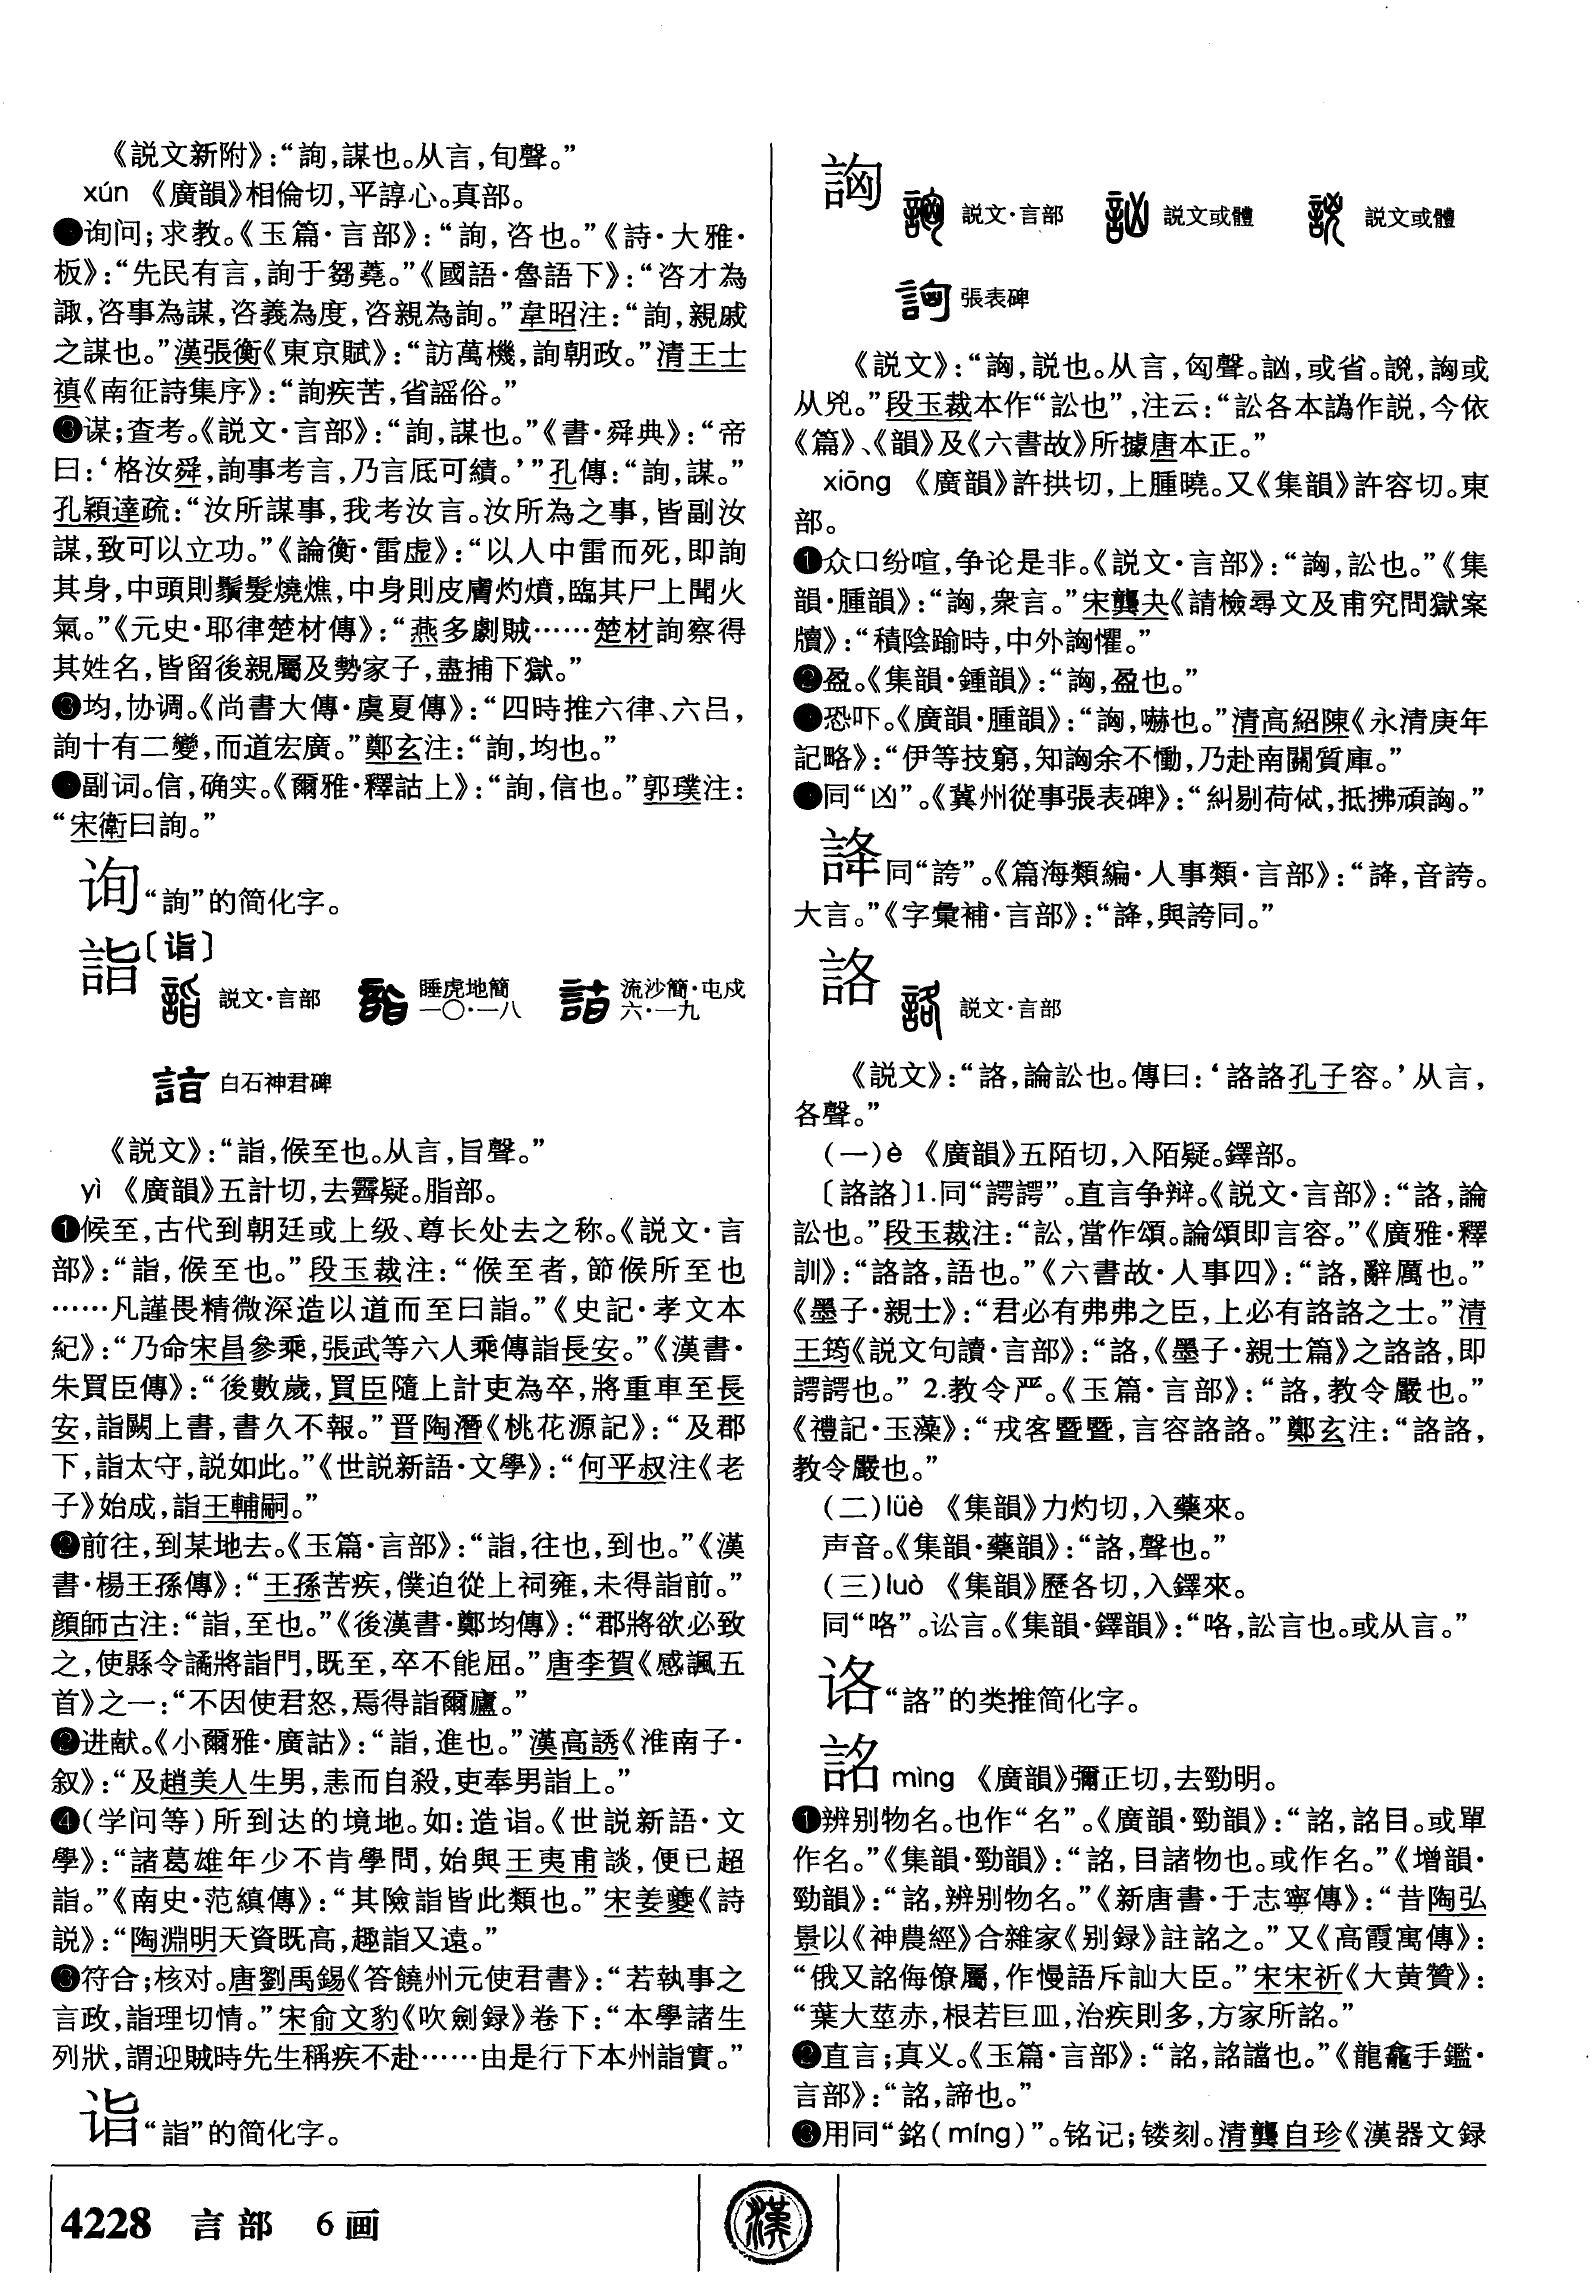 《説文新附》：“詢，謀也。从言，旬聲。”
xún 《廣韻》相倫切，平諄心。真部。
❶询问；求教。《玉篇·言部》：“詢，咨也。”《詩·大雅·
板》：“先民有言，詢于芻蕘。”《國語·魯語下》：“咨才為
諏，咨事為謀，咨義為度，咨親為詢。”韋昭注：“詢，親戚
之謀也。”漢張衡《東京賦》：“訪萬機，詢朝政。”清王士
禛《南征詩集序》：“詢疾苦，省謡俗。”
❷谋；查考。《説文·言部》：“詢，謀也。”《書·舜典》：“帝
曰：‘格汝舜，詢事考言，乃言厎可績。’”孔傳：“詢，謀。”
孔穎達疏：“汝所謀事，我考汝言。汝所為之事，皆副汝
謀，致可以立功。”《論衡·雷虚》：“以人中雷而死，即詢
其身，中頭則鬚髮燒燋，中身則皮膚灼燌，臨其尸上聞火
氣。”《元史·耶律楚材傳》：“燕多劇賊……楚材詢察得
其姓名，皆留後親屬及勢家子，盡捕下獄。”
❸均，协调。《尚書大傳·虞夏傳》：“四時推六律、六吕，
詢十有二變，而道宏廣。”鄭玄注：“詢，均也。”
❹副词。信，确实。《爾雅·釋詁上》：“詢，信也。”郭璞注：
“宋衛曰詢。”
询“詢”的简化字。
詣〔诣〕
説文·言部 睡虎地簡一〇·一八 流沙簡·屯戍六·一九
白石神君碑
《説文》：“詣，候至也。从言，旨聲。”
yì 《廣韻》五計切，去霽疑。脂部。
❶候至，古代到朝廷或上级、尊长处去之称。《説文·言
部》：“詣，候至也。”段玉裁注：“候至者，節候所至也
……凡謹畏精微深造以道而至曰詣。”《史記·孝文本
紀》：“乃命宋昌參乘，張武等六人乘傳詣長安。”《漢書·
朱買臣傳》：“後數歲，買臣隨上計吏為卒，將重車至長
安，詣闕上書，書久不報。”晋陶潛《桃花源記》：“及郡
下，詣太守，説如此。”《世説新語·文學》：“何平叔注《老
子》始成，詣王輔嗣。”
❷前往，到某地去。《玉篇·言部》：“詣，往也，到也。”《漢
書·楊王孫傳》：“王孫苦疾，僕迫從上祠雍，未得詣前。”
顔師古注：“詣，至也。”《後漢書·鄭均傳》：“郡將欲必致
之，使縣令譎將詣門，既至，卒不能屈。”唐李賀《感諷五
首》之一：“不因使君怒，焉得詣爾廬。”
❸进献。《小爾雅·廣詁》：“詣，進也。”漢高誘《淮南子·
叙》：“及趙美人生男，恚而自殺，吏奉男詣上。”
❹(学问等)所到达的境地。如：造诣。《世説新語·文
學》：“諸葛雄年少不肯學問，始與王夷甫談，便已超
詣。”《南史·范縝傳》：“其險詣皆此類也。”宋姜夔《詩
説》：“陶淵明天資既高，趣詣又遠。”
❺符合；核对。唐劉禹錫《答饒州元使君書》：“若執事之
言政，詣理切情。”宋俞文豹《吹劍録》卷下：“本學諸生
列狀，謂迎賊時先生稱疾不赴……由是行下本州詣實。”
诣“詣”的简化字。
詾
説文·言部 説文或體 説文或體
張表碑
《説文》：“詾，説也。从言，匈聲。訩，或省。䛫，詾或
从兇。”段玉裁本作“訟也”，注云：“訟各本譌作説，今依
《篇》、《韻》及《六書故》所據唐本正。”
xiōng 《廣韻》許拱切，上腫曉。又《集韻》許容切。東
部。
❶众口纷喧，争论是非。《説文·言部》：“詾，訟也。”《集
韻·腫韻》：“詾，衆言。”宋龔夬《請檢尋文及甫究問獄案
牘》：“積陰踰時，中外詾懼。”
❷盈。《集韻·鍾韻》：“詾，盈也。”
❸恐吓。《廣韻·腫韻》：“詾，嚇也。”清高紹陳《永清庚年
記略》：“伊等技窮，知詾余不慟，乃赴南關質庫。”
❹同“凶”。《冀州從事張表碑》：“糾剔荷忒，抵拂頑詾。”
䛄同“誇”。《篇海類編·人事類·言部》：“䛄，音誇。
大言。”《字彙補·言部》：“䛄，與誇同。”
詻
説文·言部
《説文》：“詻，論訟也。傳曰：‘詻詻孔子容。’从言，
各聲。”
(一)è 《廣韻》五陌切，入陌疑。鐸部。
〔詻詻〕1.同“諤諤”。直言争辩。《説文·言部》：“詻，論
訟也。”段玉裁注：“訟，當作頌。論頌即言容。”《廣雅·釋
訓》：“詻詻，語也。”《六書故·人事四》：“詻，辭厲也。”
《墨子·親士》：“君必有弗弗之臣，上必有詻詻之士。”清
王筠《説文句讀·言部》：“詻，《墨子·親士篇》之詻詻，即
諤諤也。” 2.教令严。《玉篇·言部》：“詻，教令嚴也。”
《禮記·玉藻》：“戎客暨暨，言容詻詻。”鄭玄注：“詻詻，
教令嚴也。”
(二)lüè 《集韻》力灼切，入藥來。
声音。《集韻·藥韻》：“詻，聲也。”
(三)luò 《集韻》歷各切，入鐸來。
同“咯”。讼言。《集韻·鐸韻》：“咯，訟言也。或从言。”
𧮪“詻”的类推简化字。
詺 mìng 《廣韻》彌正切，去勁明。
❶辨别物名。也作“名”。《廣韻·勁韻》：“詺，詺目。或單
作名。”《集韻·勁韻》：“詺，目諸物也。或作名。”《增韻·
勁韻》：“詺，辨别物名。”《新唐書·于志寧傳》：“昔陶弘
景以《神農經》合雜家《别録》註詺之。”又《高霞寓傳》：
“俄又詺侮僚屬，作慢語斥訕大臣。”宋宋祈《大黄贊》：
“葉大莖赤，根若巨皿，治疾則多，方家所詺。”
❷直言；真义。《玉篇·言部》：“詺，詺譡也。”《龍龕手鑑·
言部》：“詺，諦也。”
❸用同“銘(míng)”。铭记；镂刻。清龔自珍《漢器文録
4228 言部 6画
漢